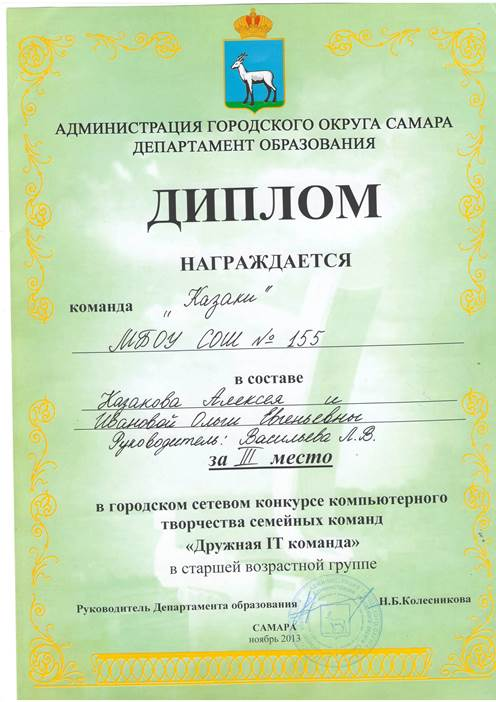 АДМИНИСТРАЦИЯ ГОРОДСКОГО ОКРУГА САМАРА
ДЕПАРТАМЕНТ ОБРАЗОВАНИЯ
ДИПЛОМ
НАГРАЖДАЕТСЯ
команда „Казаки"
МБОУ СОШ № 155
в составе
Казакова Алексея и
Ивановой Ольги Евгеньевны
Руководитель: Васильева Л.В.
за III место
в городском сетевом конкурсе компьютерного
творчества семейных команд
«Дружная IT команда»
в старшей возрастной группе
Руководитель Департамента образования Н.Б.Колесникова
САМАРА
ноябрь 2013